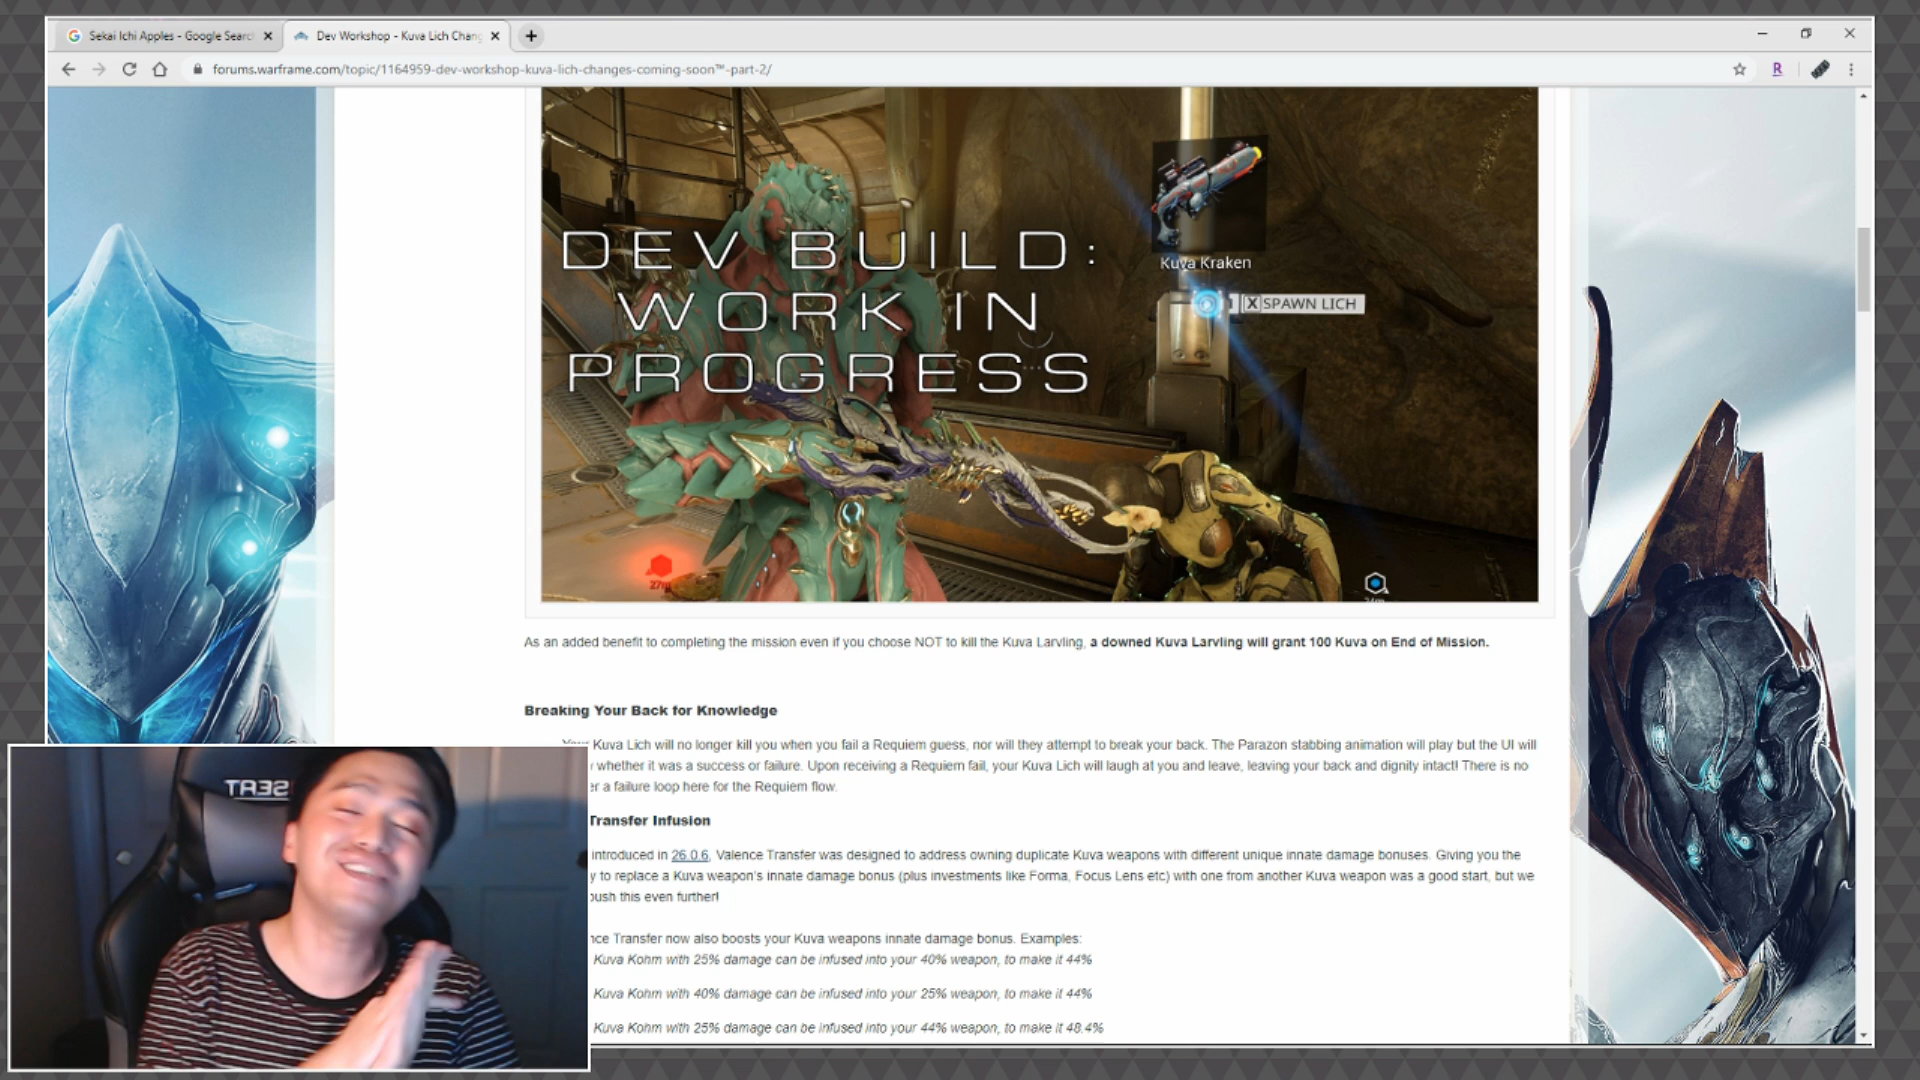 Sekai Ichi Apples - Google Searc
Dev Workshop - Kuva Lich Chang
forums.warframe.com/topic/1164959-dev-workshop-kuva-lich-changes-coming-soon™-part-2/
R
DEV BUILD:
WORK IN
PROGRESS
Kuva Kraken
X SPAWN LICH
27m
As an added benefit to completing the mission even if you choose NOT to kill the Kuva Larvling, a downed Kuva Larvling will grant 100 Kuva on End of Mission.
Breaking Your Back for Knowledge
Your Kuva Lich will no longer kill you when you fail a Requiem guess, nor will they attempt to break your back. The Parazon stabbing animation will play but the UI will
whether it was a success or failure. Upon receiving a Requiem fail, your Kuva Lich will laugh at you and leave, leaving your back and dignity intact! There is no
er a failure loop here for the Requiem flow.
Transfer Infusion
introduced in 26.0.6, Valence Transfer was designed to address owning duplicate Kuva weapons with different unique innate damage bonuses. Giving you the
y to replace a Kuva weapon's innate damage bonus (plus investments like Forma, Focus Lens etc) with one from another Kuva weapon was a good start, but we
push this even further!
nce Transfer now also boosts your Kuva weapons innate damage bonus. Examples:
Kuva Kohm with 25% damage can be infused into your 40% weapon, to make it 44%
Kuva Kohm with 40% damage can be infused into your 25% weapon, to make it 44%
Kuva Kohm with 25% damage can be infused into your 44% weapon, to make it 48.4%